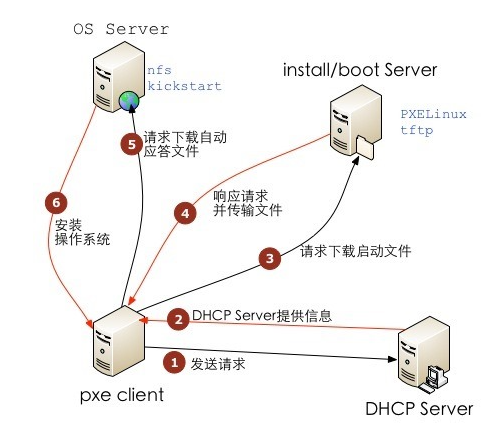 OS Server
nfs
kickstart
install/boot Server
PXELinux
tftp
5
请求下载自动
应答文件
6
安装
操作系统
4
响应请求
并传输文件
3
请求下载启动文件
2
DHCP Server提供信息
1
发送请求
pxe client
DHCP Server